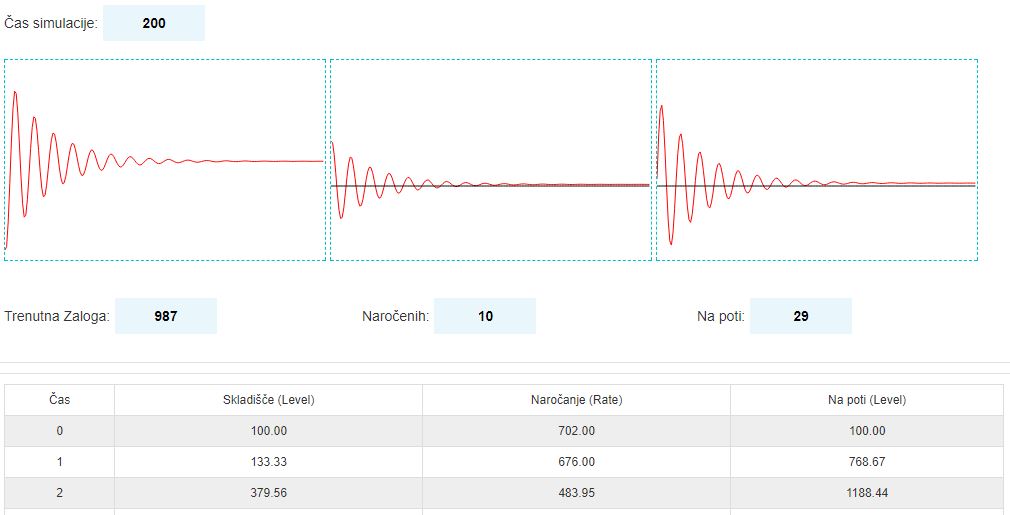 Čas simulacije: 200
Trenutna Zaloga: 987 Naročenih: 10 Na poti: 29
Čas Skladišče (Level) Naročanje (Rate) Na poti (Level)
0 100.00 702.00 100.00
1 133.33 676.00 768.67
2 379.56 483.95 1188.44